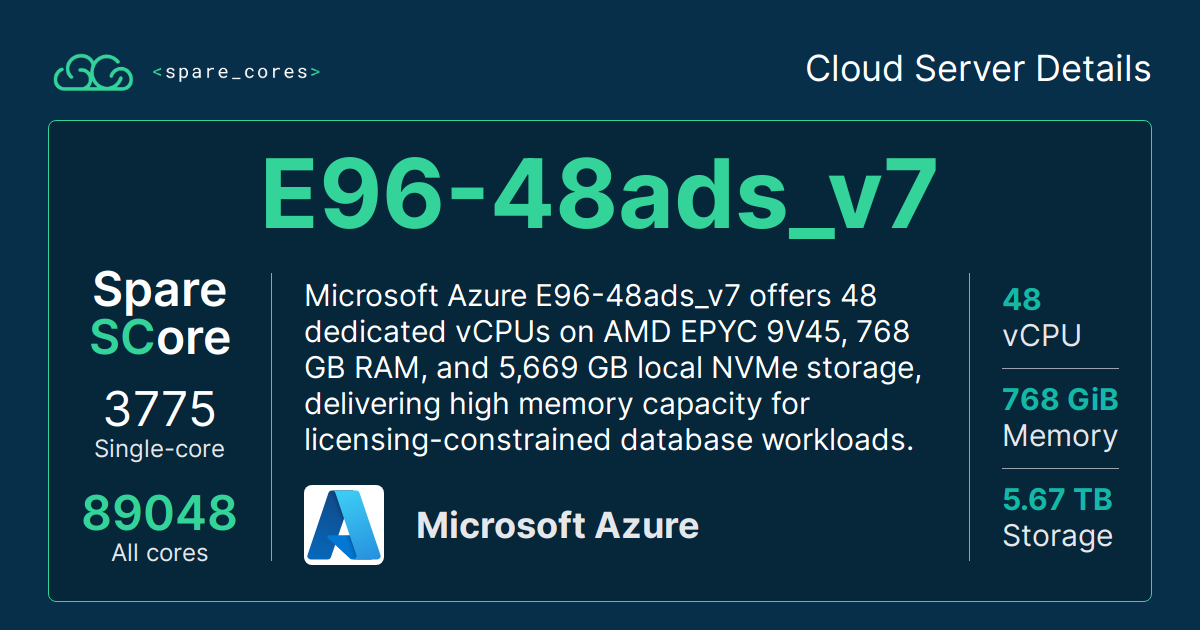 <spare_cores>
Cloud Server Details
E96-48ads_v7
Spare
SCore
3775
Single-core
89048
All cores
Microsoft Azure E96-48ads_v7 offers 48
dedicated vCPUs on AMD EPYC 9V45, 768
GB RAM, and 5,669 GB local NVMe storage,
delivering high memory capacity for
licensing-constrained database workloads.
Microsoft Azure
48
vCPU
768 GiB
Memory
5.67 TB
Storage